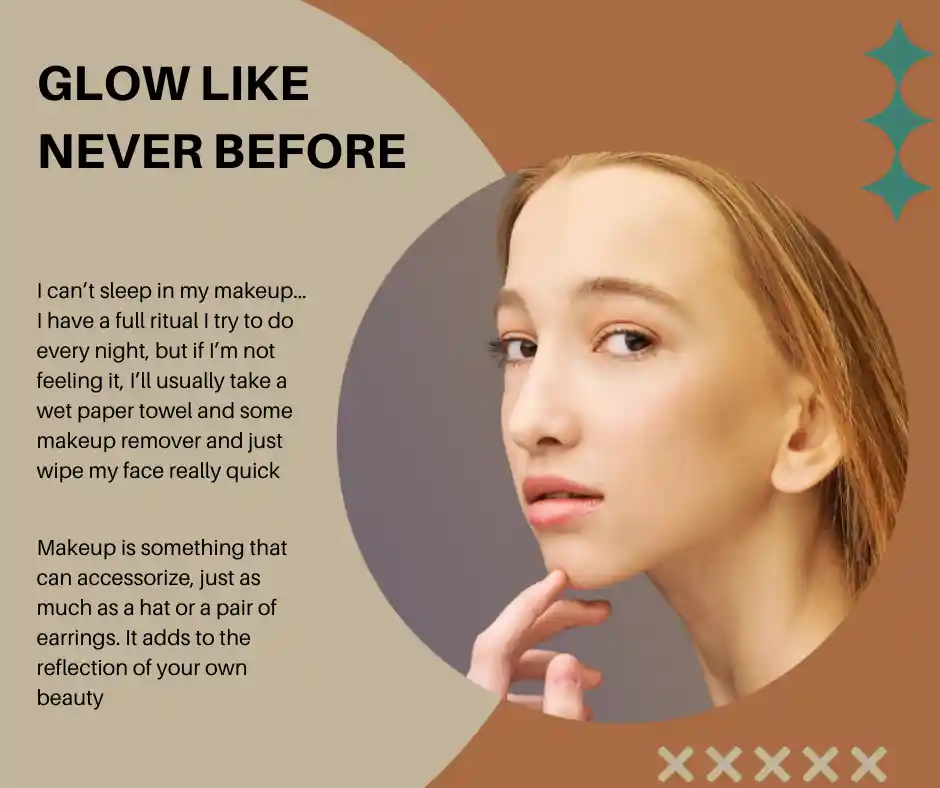 GLOW LIKE
NEVER BEFORE
I can’t sleep in my makeup...
I have a full ritual I try to do
every night, but if I’m not
feeling it, I’ll usually take a
wet paper towel and some
makeup remover and just
wipe my face really quick
Makeup is something that
can accessorize, just as
much as a hat or a pair of
earrings. It adds to the
reflection of your own
beauty